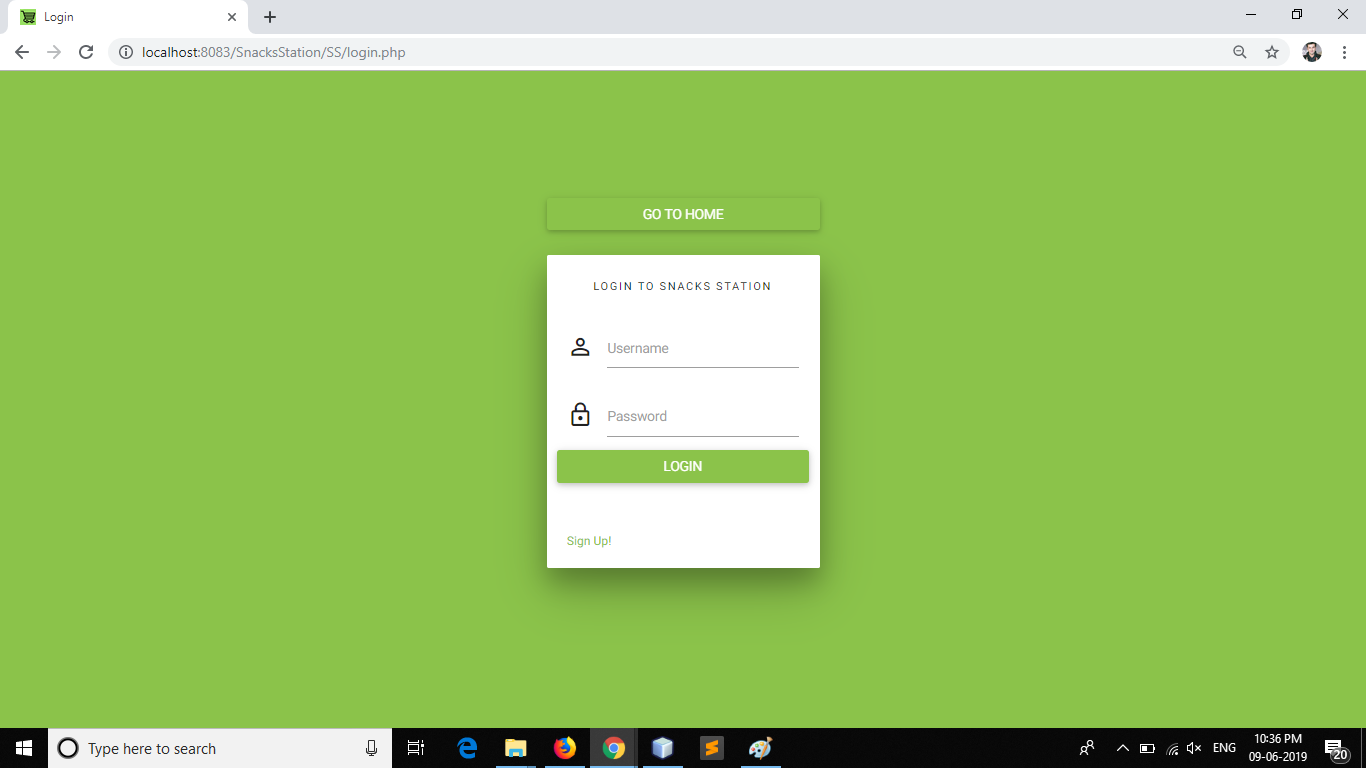 Login
localhost:8083/SnacksStation/SS/login.php
GO TO HOME
LOGIN TO SNACKS STATION
Username
Password
LOGIN
Sign Up!
Type here to search
ENG
10:36 PM
09-06-2019
20